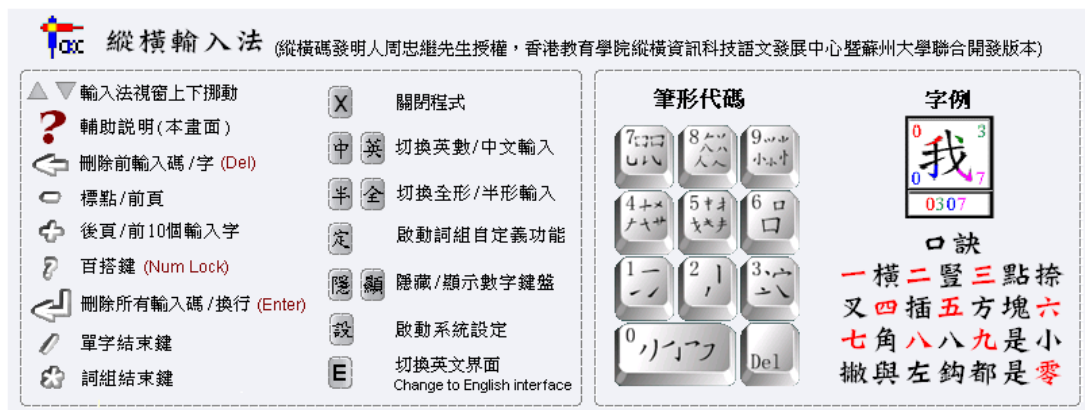 縱橫輸入法 (縱橫碼發明人周忠繼先生授權，香港教育學院縱橫資訊科技語文發展中心暨蘇州大學聯合開發版本)
輸入法視窗上下挪動
? 輔助說明(本畫面)
刪除前輸入碼/字 (Del)
標點/前頁
後頁/前10個輸入字
百搭鍵 (Num Lock)
刪除所有輸入碼/換行 (Enter)
單字結束鍵
詞組結束鍵
X 關閉程式
中 英 切換英數/中文輸入
半 全 切換全形/半形輸入
定 啟動詞組自定義功能
隱 顯 隱藏/顯示數字鍵盤
設 啟動系統設定
E 切換英文界面
Change to English interface
筆形代碼
7 8 9
4 5 6
1 2 3
0 Del
字例
0 3
我
0 7
0307
口訣
一橫二豎三點捺
叉四插五方塊六
七角八八九是小
撇與左鈎都是零